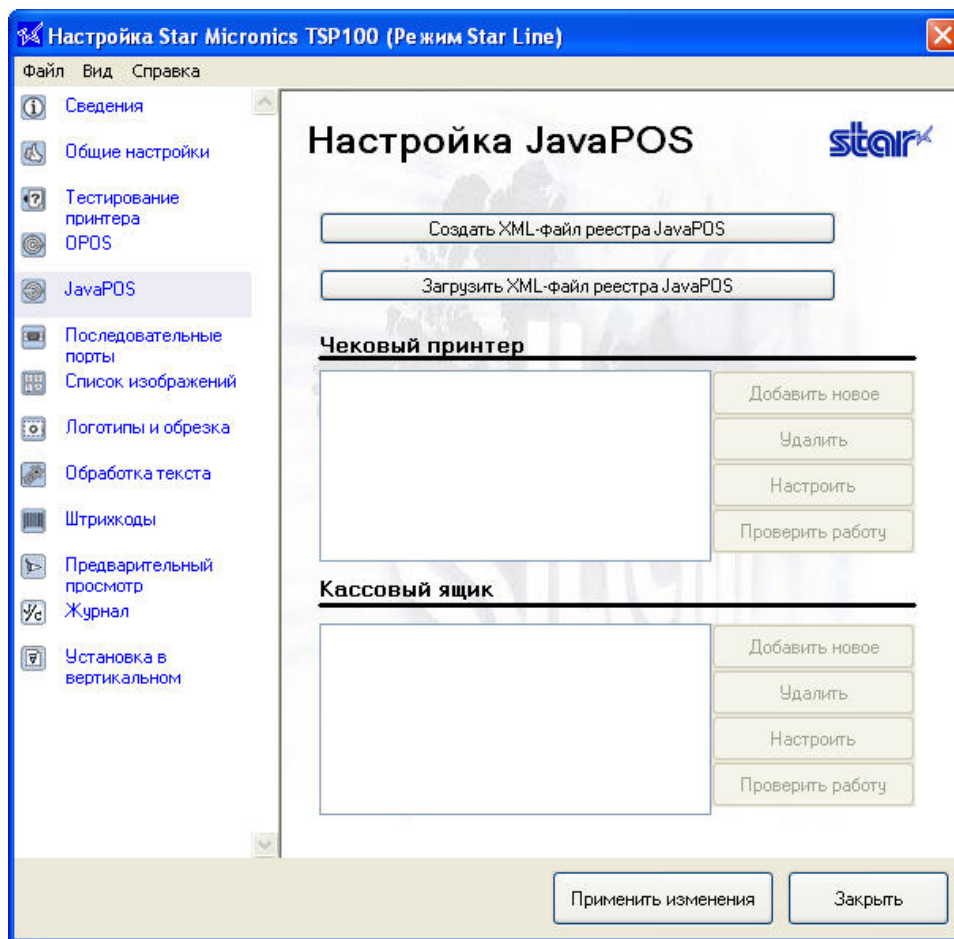 Настройка Star Micronics TSP100 (Режим Star Line)
Файл Вид Справка
Сведения
Общие настройки
Тестирование
принтера
OPOS
JavaPOS
Последовательные
порты
Список изображений
Логотипы и обрезка
Обработка текста
Штрихкоды
Предварительный
просмотр
Журнал
Установка в
вертикальном
Настройка JavaPOS
star
Создать XML-файл реестра JavaPOS
Загрузить XML-файл реестра JavaPOS
Чековый принтер
Добавить новое
Удалить
Настроить
Проверить работу
Кассовый ящик
Добавить новое
Удалить
Настроить
Проверить работу
Применить изменения
Закрыть